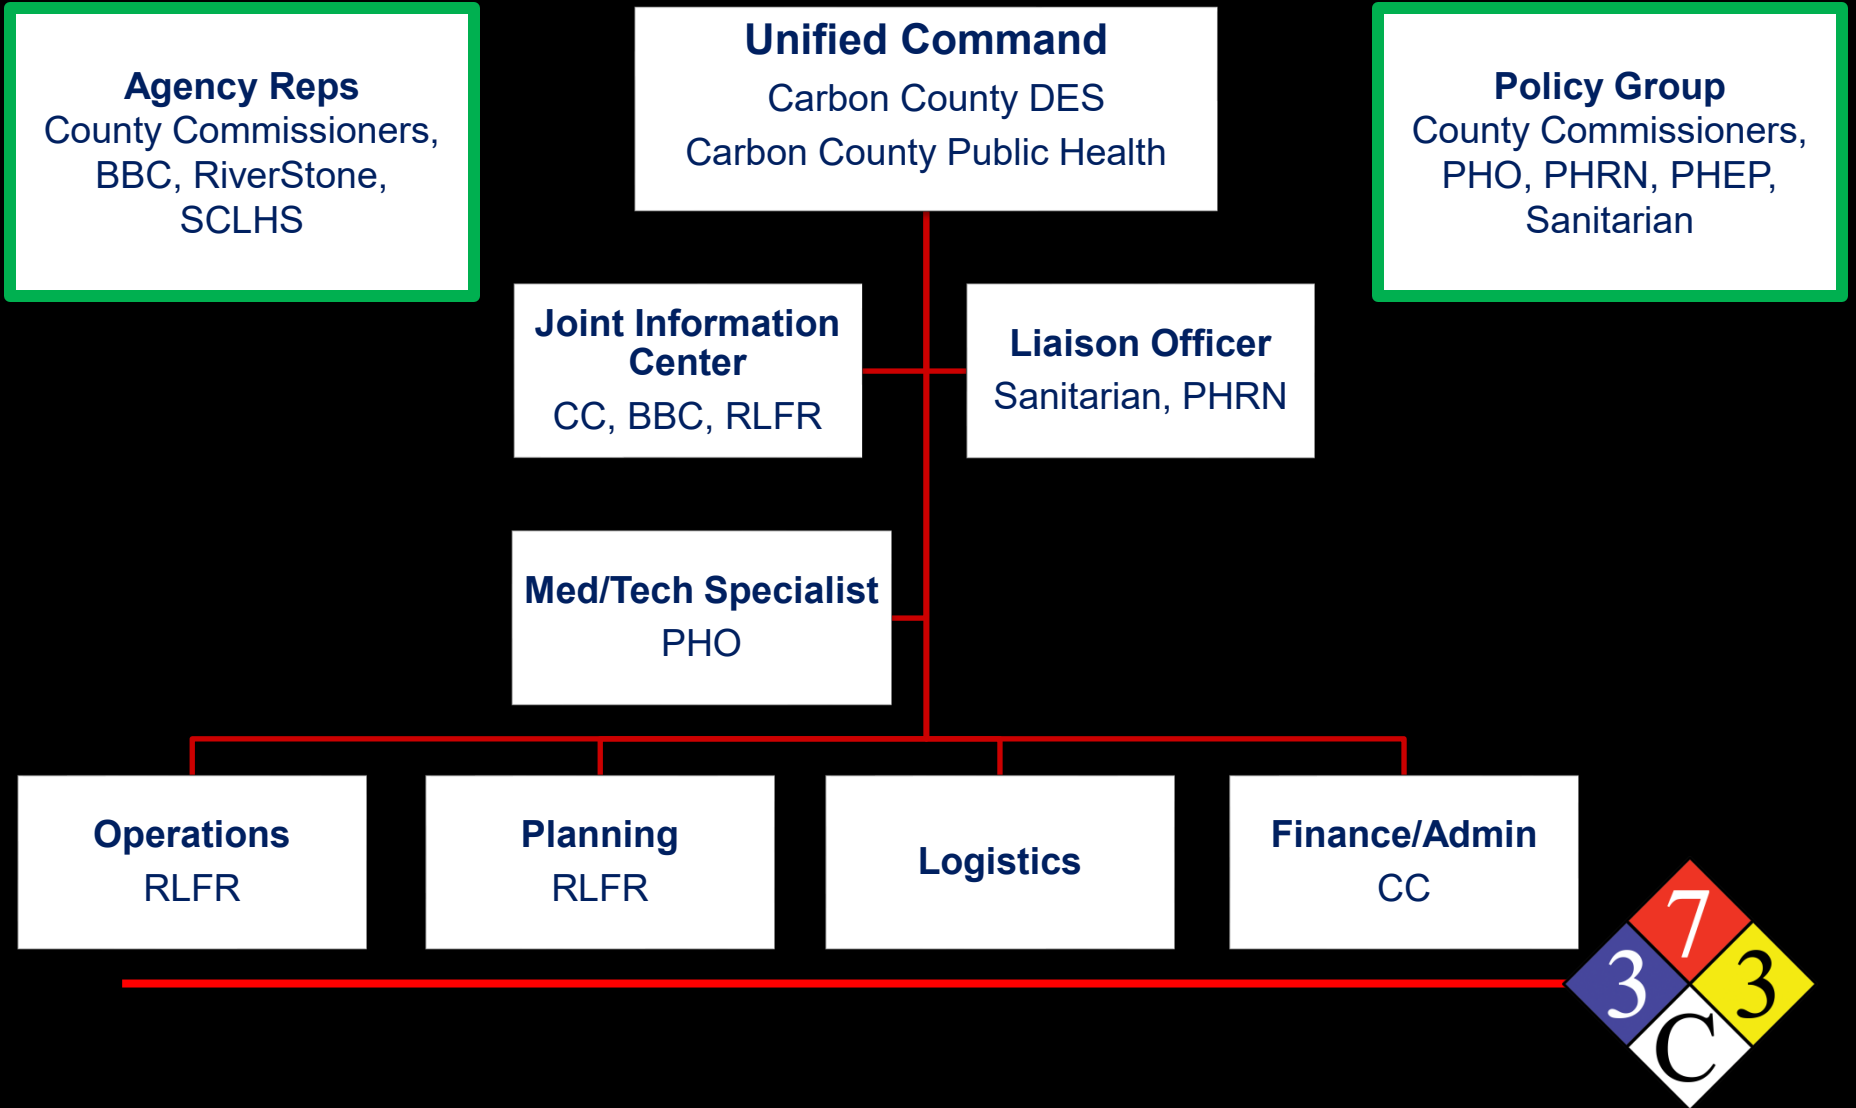 Agency Reps
County Commissioners,
BBC, RiverStone,
SCLHS
Unified Command
Carbon County DES
Carbon County Public Health
Policy Group
County Commissioners,
PHO, PHRN, PHEP,
Sanitarian
Joint Information
Center
CC, BBC, RLFR
Liaison Officer
Sanitarian, PHRN
Med/Tech Specialist
PHO
Operations
RLFR
Planning
RLFR
Logistics
Finance/Admin
CC
7
3
3
C